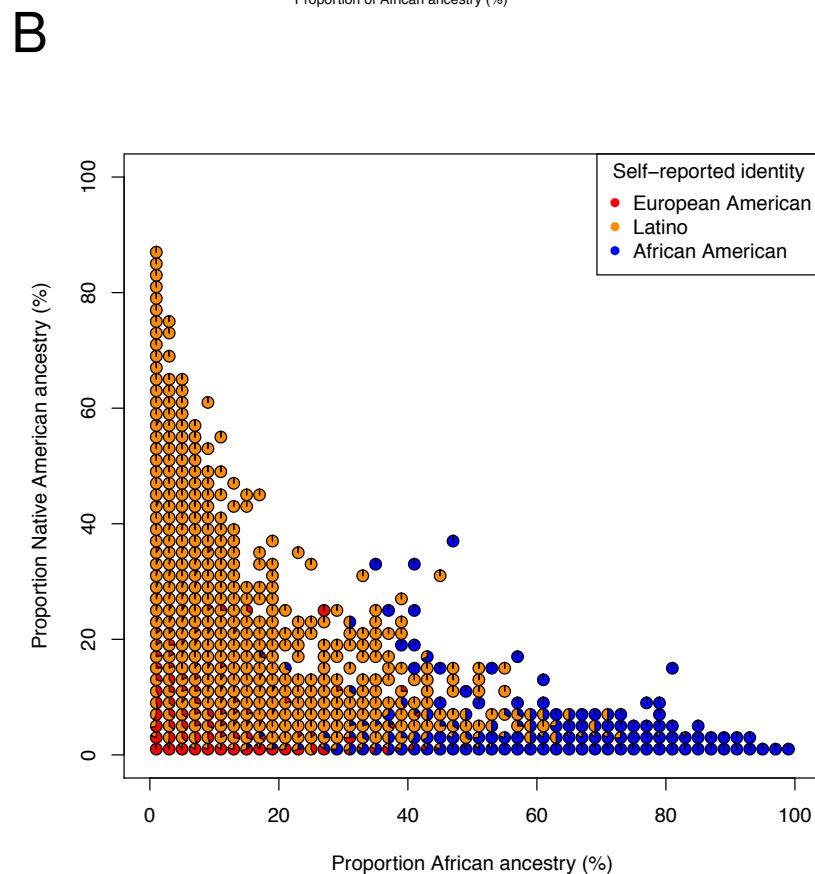 Proportion of African ancestry (%)
B
Self-reported identity
European American
Latino
African American
Proportion Native American ancestry (%)
100
80
60
40
20
0
0 20 40 60 80 100
Proportion African ancestry (%)